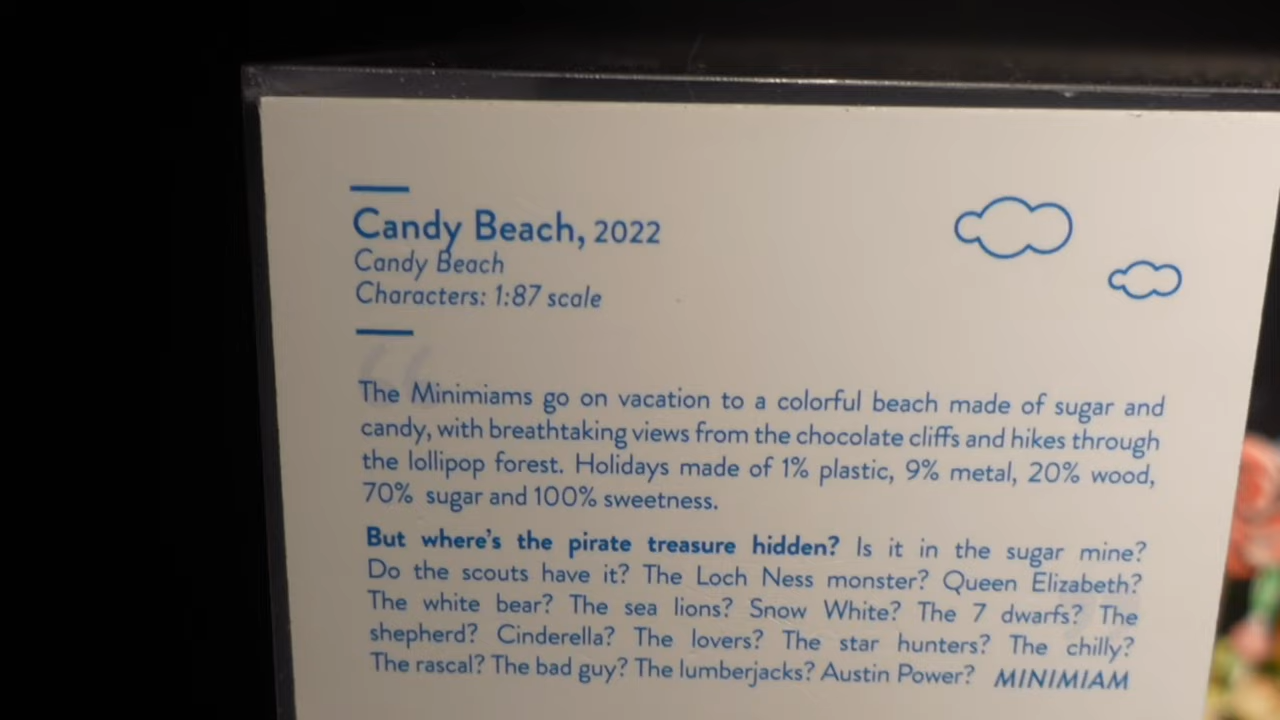 Candy Beach, 2022
Candy Beach
Characters: 1:87 scale
“
The Minimiams go on vacation to a colorful beach made of sugar and
candy, with breathtaking views from the chocolate cliffs and hikes through
the lollipop forest. Holidays made of 1% plastic, 9% metal, 20% wood,
70% sugar and 100% sweetness.
But where's the pirate treasure hidden? Is it in the sugar mine?
Do the scouts have it? The Loch Ness monster? Queen Elizabeth?
The white bear? The sea lions? Snow White? The 7 dwarfs? The
shepherd? Cinderella? The lovers? The star hunters? The chilly?
The rascal? The bad guy? The lumberjacks? Austin Power? MINIMIAM